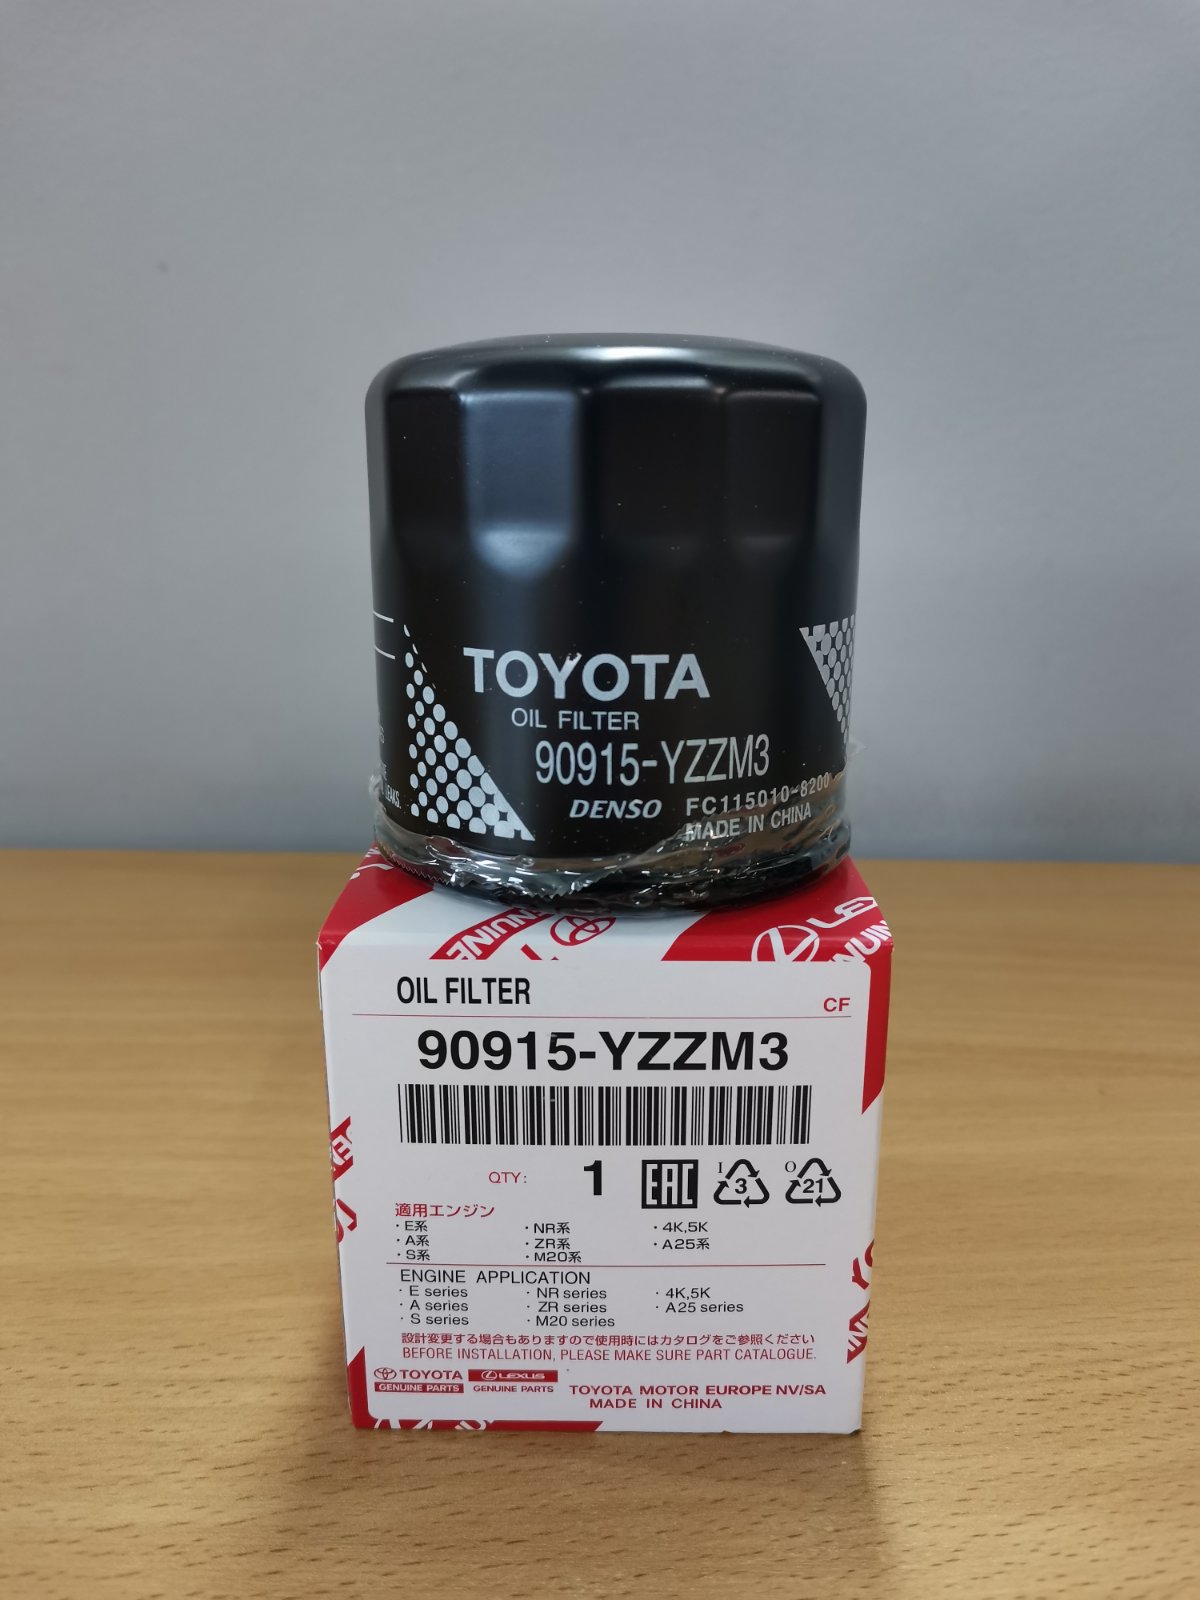 TOYOTA
OIL FILTER
90915-YZZM3
DENSO FC115010-8200
MADE IN CHINA
LEAKS.
GENUINE
LEXUS
OIL FILTER
CF
90915-YZZM3
QTY: 1 EAC I 3 O 21
適用エンジン
・E系 ・NR系 ・4K,5K
・A系 ・ZR系 ・A25系
・S系 ・M20系
ENGINE APPLICATION
・E series ・NR series ・4K,5K
・A series ・ZR series ・A25 series
・S series ・M20 series
設計変更する場合もありますので使用時にはカタログをご参照ください
BEFORE INSTALLATION, PLEASE MAKE SURE PART CATALOGUE.
TOYOTA LEXUS
GENUINE PARTS GENUINE PARTS TOYOTA MOTOR EUROPE NV/SA
MADE IN CHINA